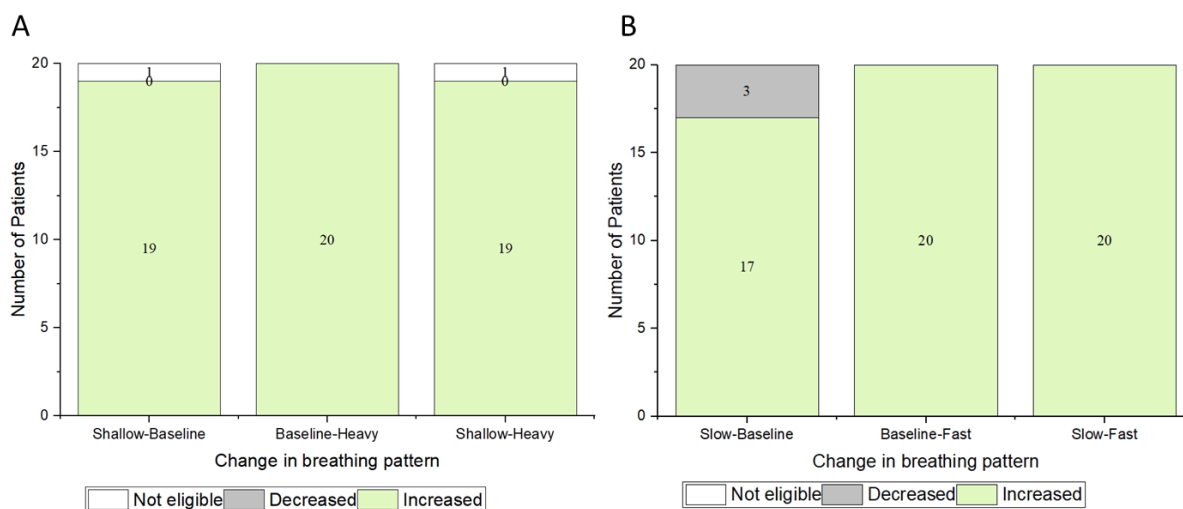 A
Number of Patients
20
15
10
5
0
1
0
19
20
1
0
19
Shallow-Baseline
Baseline-Heavy
Shallow-Heavy
Change in breathing pattern
Not eligible Decreased Increased
B
Number of Patients
20
15
10
5
0
3
17
20
20
Slow-Baseline
Baseline-Fast
Slow-Fast
Change in breathing pattern
Not eligible Decreased Increased